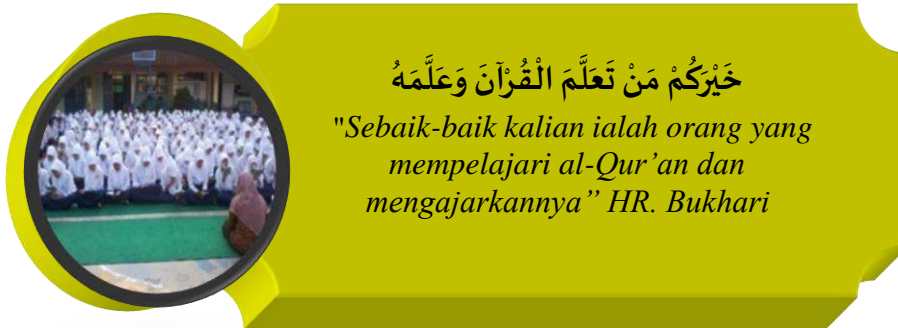 خَيْرَكُمْ مَنْ تَعَلَّمَ الْقُرْآنَ وَعَلَّمَهُ
"Sebaik-baik kalian ialah orang yang
mempelajari al-Qur’an dan
mengajarkannya” HR. Bukhari